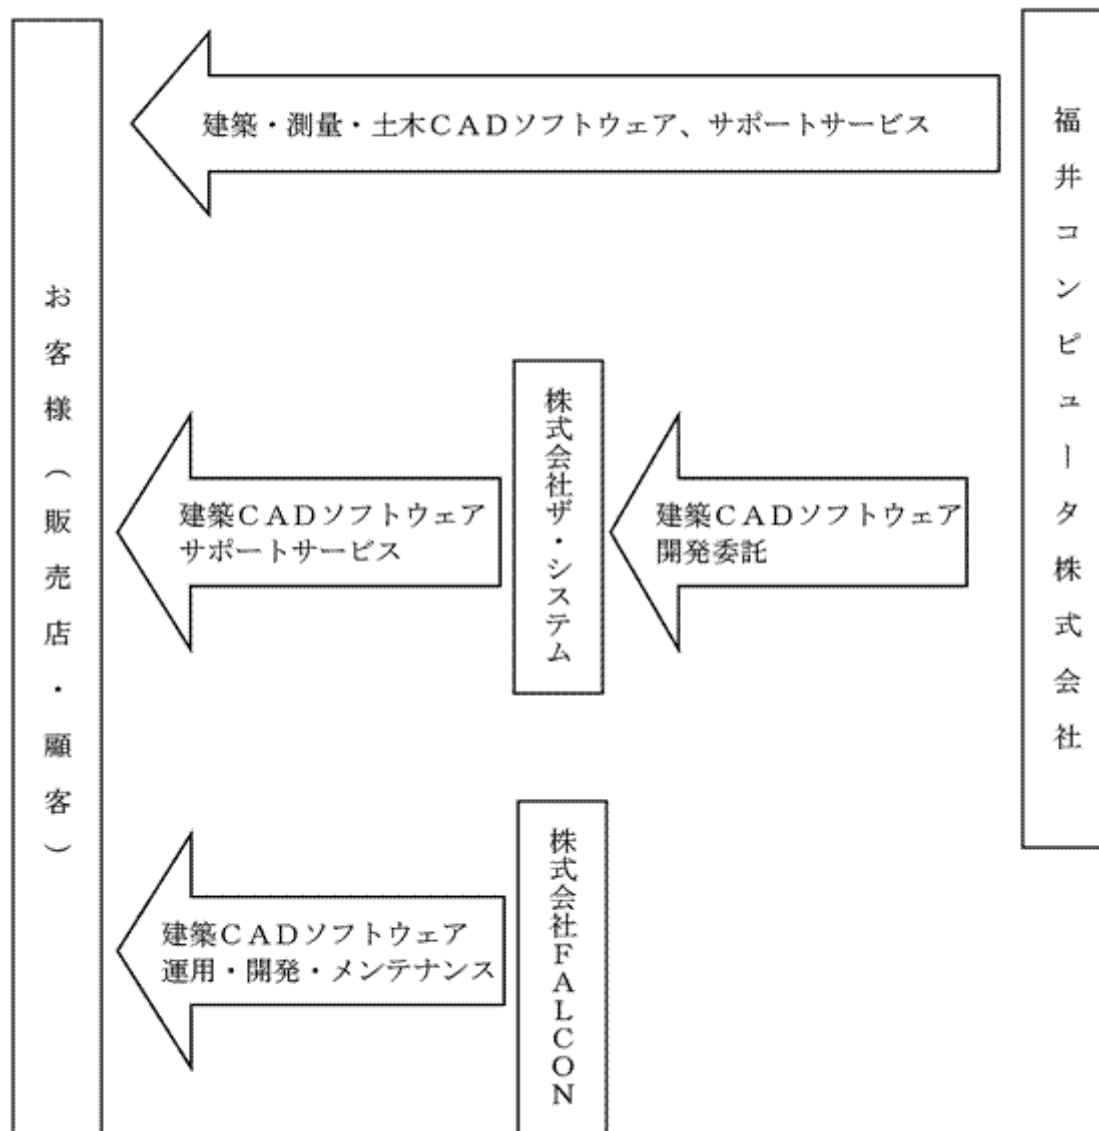 建築・測量・土木ＣＡＤソフトウェア、サポートサービス
福井コンピュータ株式会社
お客様（販売店・顧客）
建築ＣＡＤソフトウェア
サポートサービス
株式会社ザ・システム
建築ＣＡＤソフトウェア
開発委託
建築ＣＡＤソフトウェア
運用・開発・メンテナンス
株式会社ＦＡＬＣＯＮ